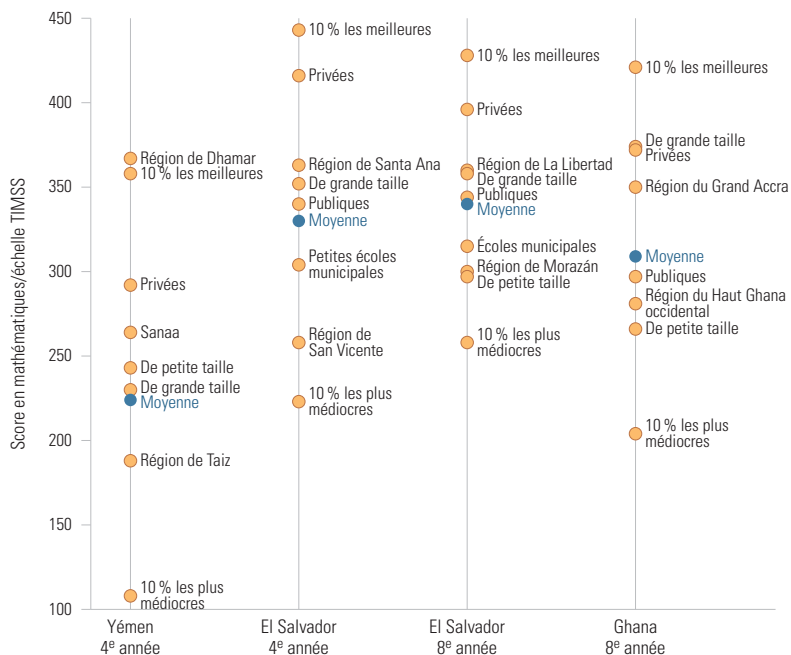 Score en mathématiques/échelle TIMSS
450
400
350
300
250
200
150
100
Région de Dhamar
10 % les meilleures
Privées
Sanaa
De petite taille
De grande taille
Moyenne
Région de Taiz
10 % les plus
médiocres
10 % les meilleures
Privées
Région de Santa Ana
De grande taille
Publiques
Moyenne
Petites écoles
municipales
Région de
San Vicente
10 % les plus
médiocres
10 % les meilleures
Privées
Région de La Libertad
De grande taille
Publiques
Moyenne
Écoles municipales
Région de Morazán
De petite taille
10 % les plus
médiocres
10 % les meilleures
De grande taille
Privées
Région du Grand Accra
Moyenne
Publiques
Région du Haut Ghana
occidental
De petite taille
10 % les plus
médiocres
Yémen
4e année
El Salvador
4e année
El Salvador
8e année
Ghana
8e année